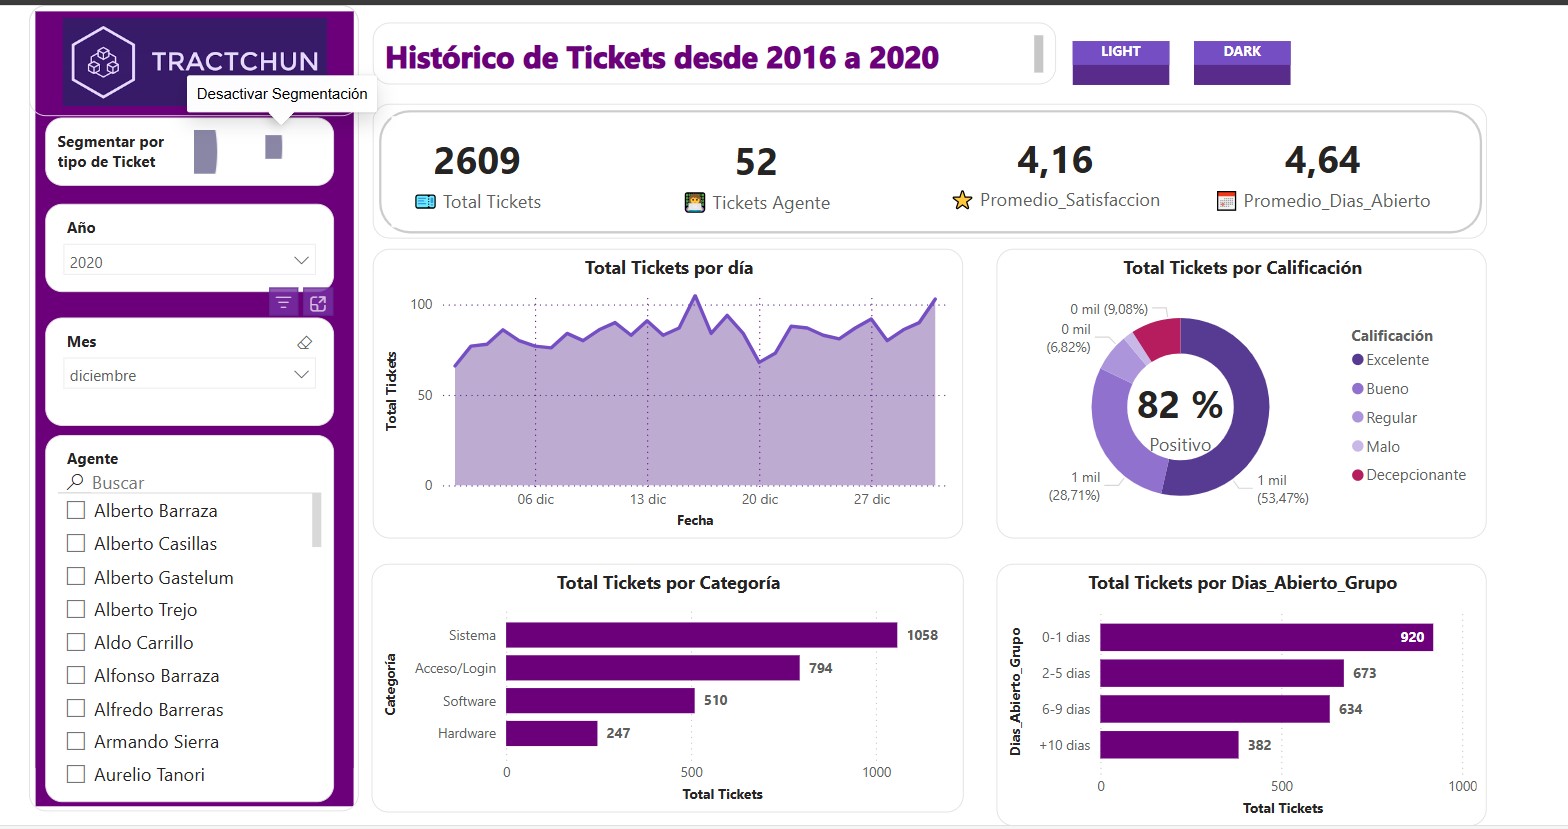 TRACTCHUN
Desactivar Segmentación
Segmentar por
tipo de Ticket
Año
2020
Mes
diciembre
Agente
Buscar
Alberto Barraza
Alberto Casillas
Alberto Gastelum
Alberto Trejo
Aldo Carrillo
Alfonso Barraza
Alfredo Barreras
Armando Sierra
Aurelio Tanori
Histórico de Tickets desde 2016 a 2020
LIGHT
DARK
2609
Total Tickets
52
Tickets Agente
4,16
Promedio_Satisfaccion
4,64
Promedio_Dias_Abierto
Total Tickets por día
Total Tickets
100
50
0
06 dic
13 dic
20 dic
27 dic
Fecha
Total Tickets por Calificación
0 mil (9,08%)
0 mil
(6,82%)
1 mil
(28,71%)
1 mil
(53,47%)
82 %
Positivo
Calificación
Excelente
Bueno
Regular
Malo
Decepcionante
Total Tickets por Categoría
Categoría
Sistema 1058
Acceso/Login 794
Software 510
Hardware 247
0 500 1000
Total Tickets
Total Tickets por Dias_Abierto_Grupo
Dias_Abierto_Grupo
0-1 dias 920
2-5 dias 673
6-9 dias 634
+10 dias 382
0 500 1000
Total Tickets